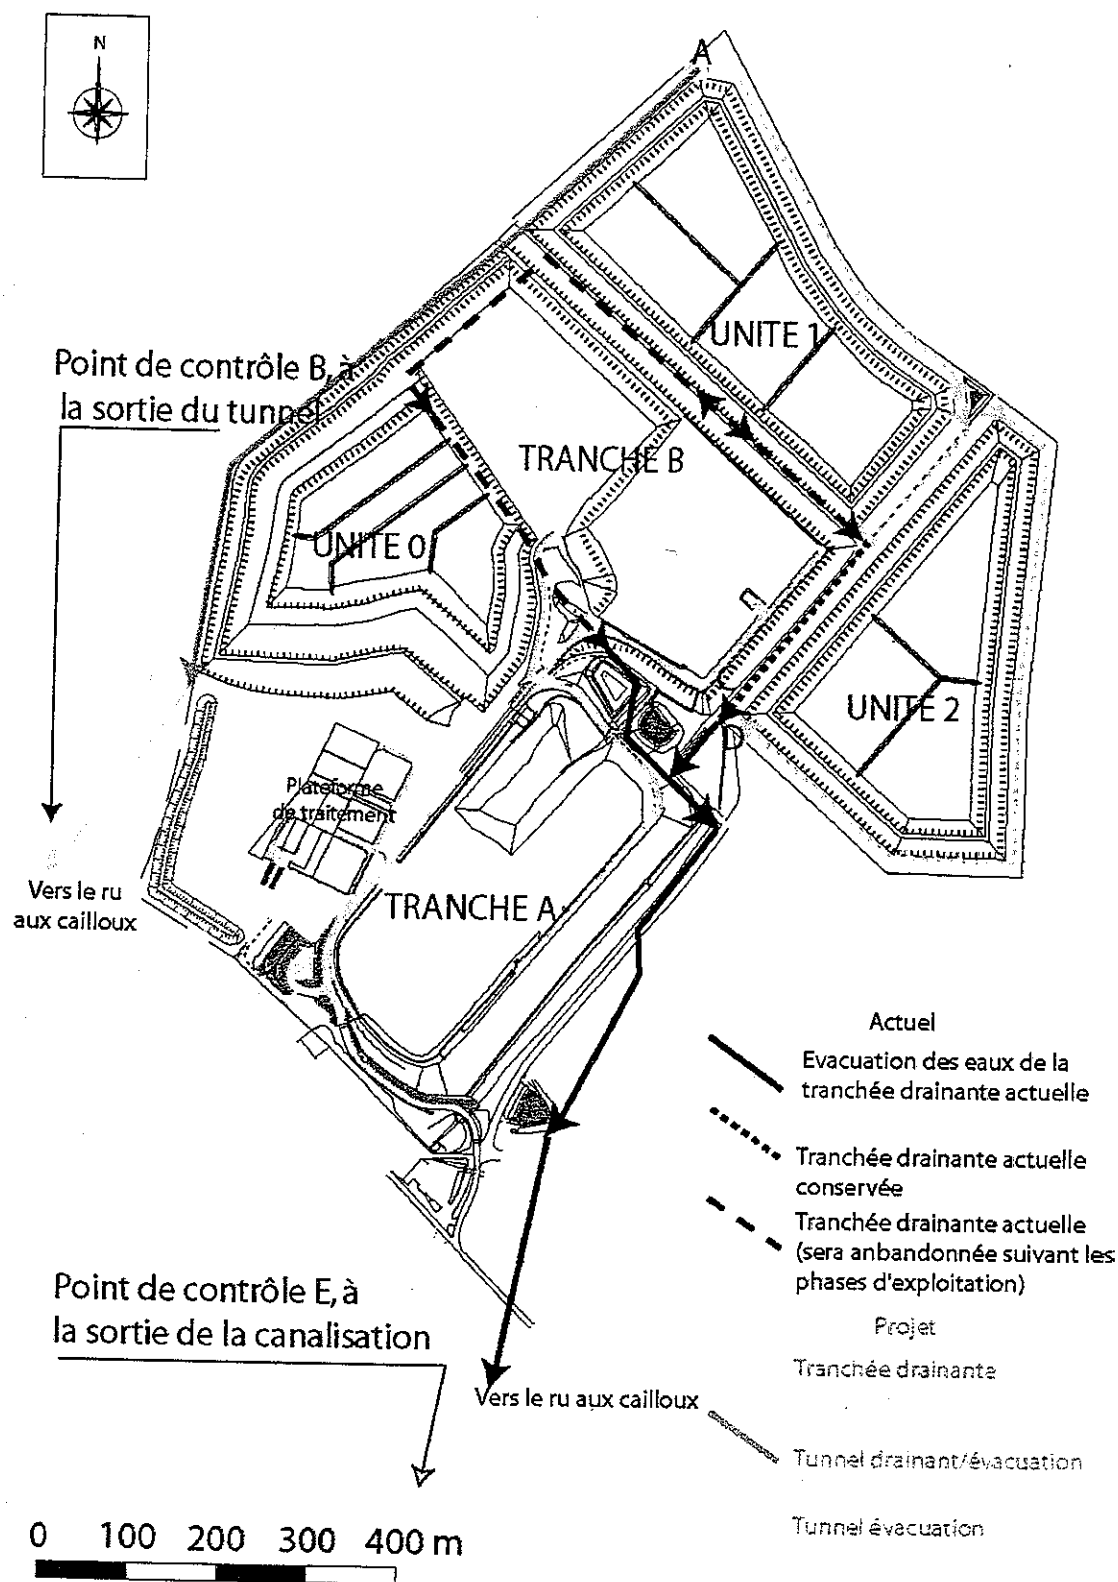 N
A
UNITE 1
Point de contrôle B, à
la sortie du tunnel
TRANCHE B
UNITE 0
UNITE 2
C
D
Plateforme
de traitement
Vers le ru
aux cailloux
TRANCHE A
Actuel
Evacuation des eaux de la
tranchée drainante actuelle
Tranchée drainante actuelle
conservée
Tranchée drainante actuelle
(sera anbandonnée suivant les
phases d'exploitation)
Point de contrôle E, à
la sortie de la canalisation
Projet
Tranchée drainante
Vers le ru aux cailloux
Tunnel drainant/évacuation
Tunnel évacuation
0 100 200 300 400 m